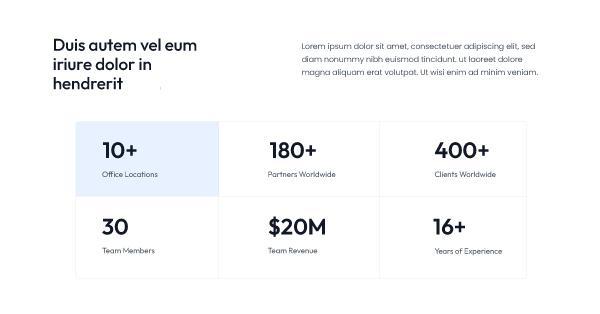 Duis autem vel eum
iriure dolor in
hendrerit
Lorem ipsum dolor sit amet, consectetuer adipiscing elit, sed
diam nonummy nibh euismod tincidunt. ut laoreet dolore
magna aliquam erat volutpat. Ut wisi enim ad minim veniam.
10+
Office Locations
180+
Partners Worldwide
400+
Clients Worldwide
30
Team Members
$20M
Team Revenue
16+
Years of Experience